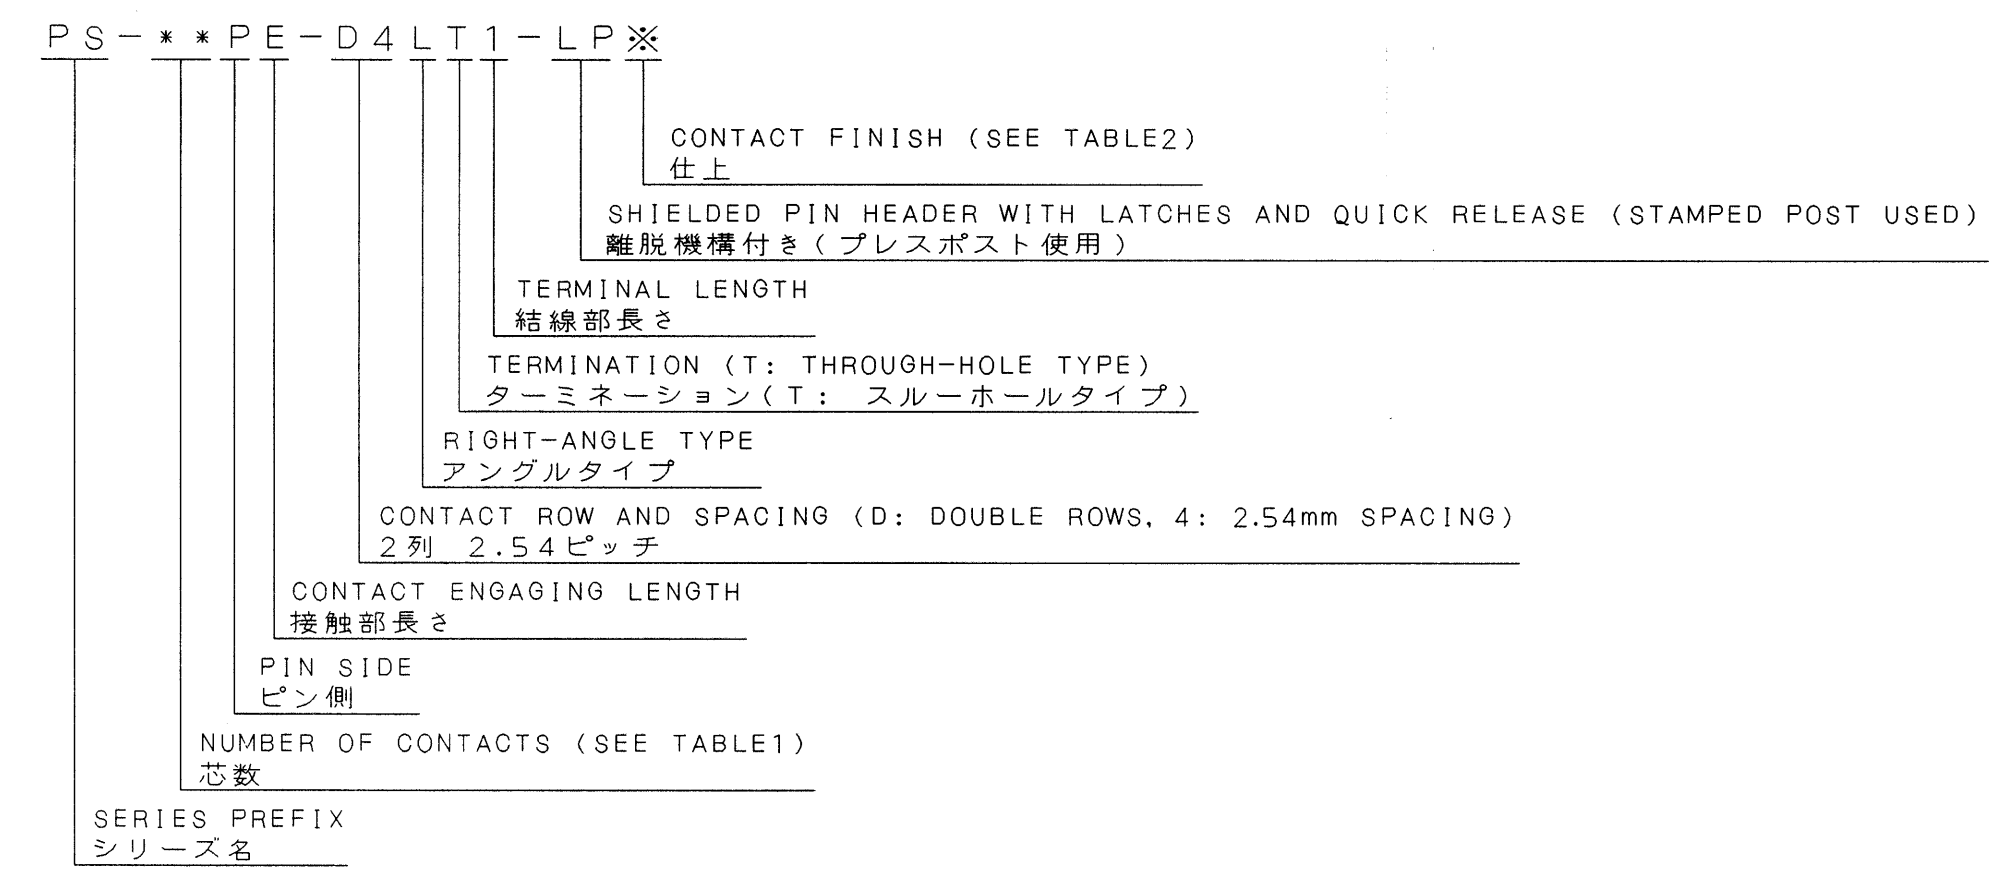 PS-**PE-D4LT1-LP※
CONTACT FINISH (SEE TABLE2)
仕上
SHIELDED PIN HEADER WITH LATCHES AND QUICK RELEASE (STAMPED POST USED)
離脱機構付き(プレスポスト使用)
TERMINAL LENGTH
結線部長さ
TERMINATION (T: THROUGH-HOLE TYPE)
ターミネーション(T: スルーホールタイプ)
RIGHT-ANGLE TYPE
アングルタイプ
CONTACT ROW AND SPACING (D: DOUBLE ROWS, 4: 2.54mm SPACING)
2列 2.54ピッチ
CONTACT ENGAGING LENGTH
接触部長さ
PIN SIDE
ピン側
NUMBER OF CONTACTS (SEE TABLE1)
芯数
SERIES PREFIX
シリーズ名